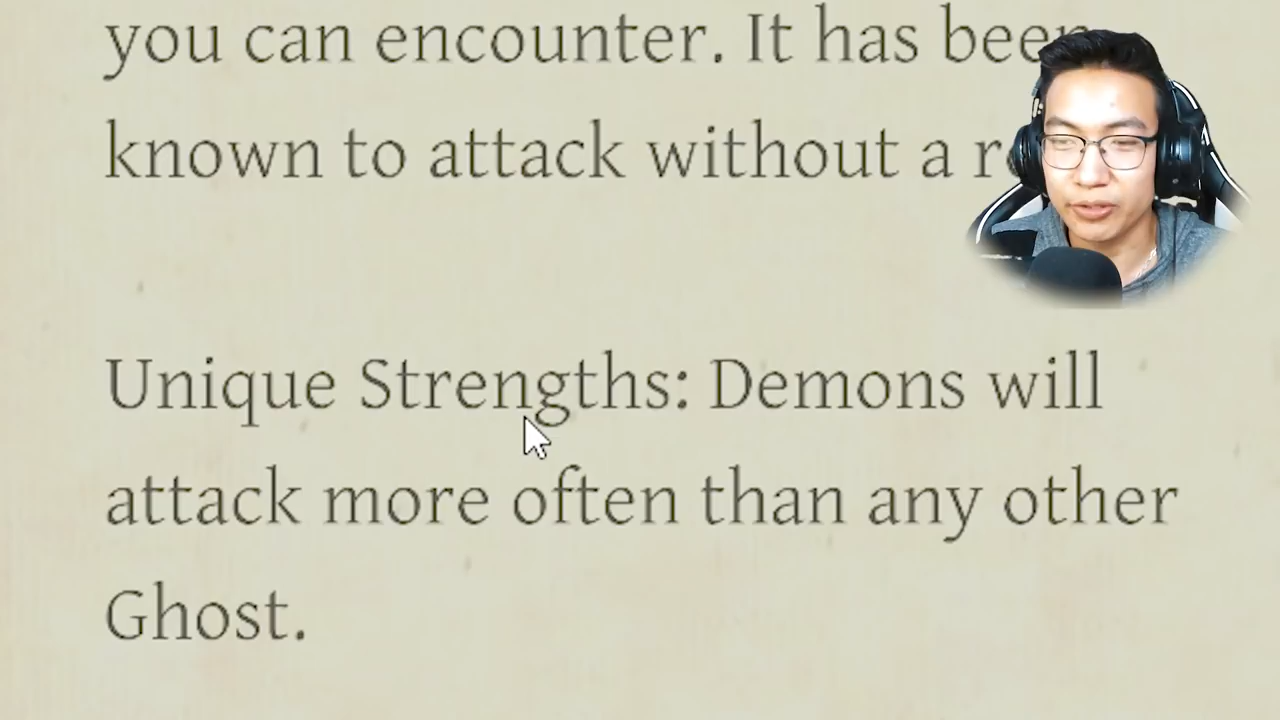 you can encounter. It has been
known to attack without a
Unique Strengths: Demons will
attack more often than any other
Ghost.